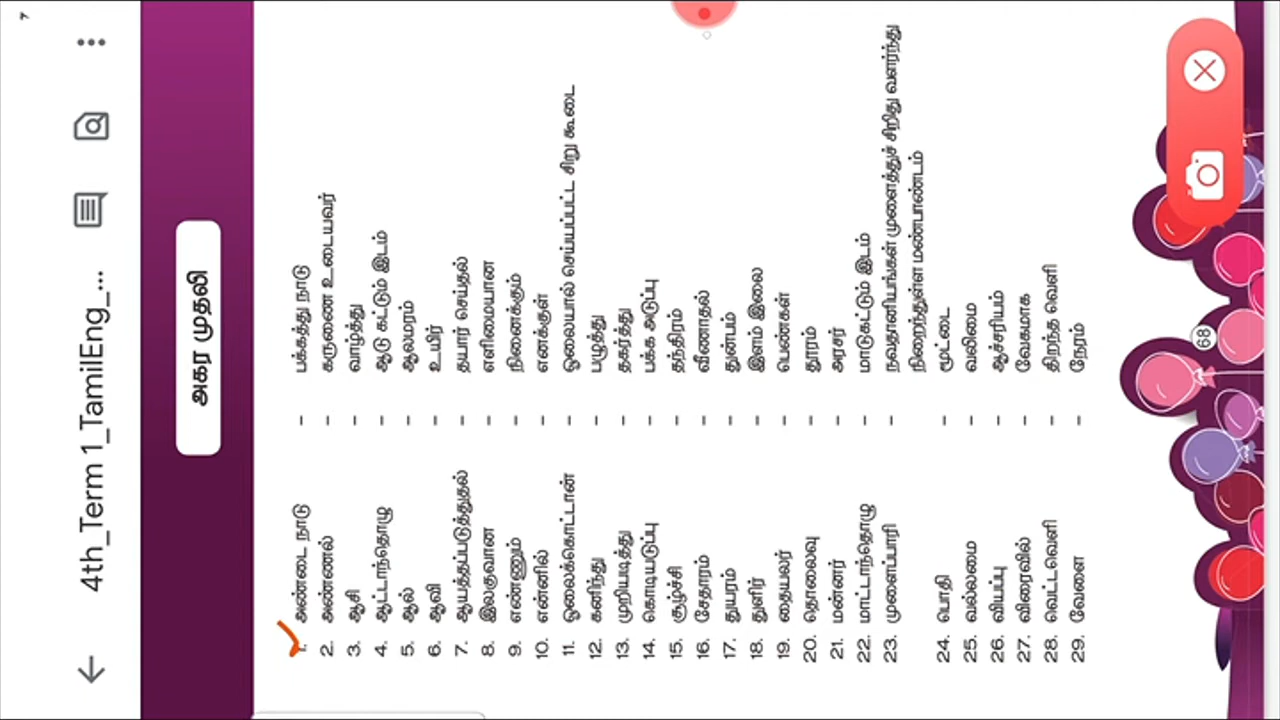 4th_Term 1_TamilEng_...
அகர முதலி
1. அண்டை நாடு – பக்கத்து நாடு
2. அண்ணல் – கருணை உடையவர்
3. ஆசி – வாழ்த்து
4. ஆட்டாந்தொழு – ஆடு கட்டும் இடம்
5. ஆல் – ஆலமரம்
6. ஆவி – உயிர்
7. ஆயத்தப்படுத்துதல் – தயார் செய்தல்
8. இலகுவான – எளிமையான
9. எண்ணும் – நினைக்கும்
10. என்னில் – எனக்குள்
11. ஓலைக்கொட்டான் – ஓலையால் செய்யப்பட்ட சிறு கூடை
12. கனிந்து – பழுத்து
13. முறியடித்து – தகர்த்து
14. கொடியடுப்பு – பக்க அடுப்பு
15. சூழ்ச்சி – தந்திரம்
16. சேதாரம் – வீணாதல்
17. துயரம் – துன்பம்
18. துளிர் – இளம் இலை
19. தையலர் – பெண்கள்
20. தொலைவு – தூரம்
21. மன்னர் – அரசர்
22. மாட்டாந்தொழு – மாடுகட்டும் இடம்
23. முளைப்பாரி – நவதானியங்கள் முளைத்துச் சிறிது வளர்ந்து
நிறைந்துள்ள மண்பாண்டம்
24. பொதி – மூட்டை
25. வல்லமை – வலிமை
26. வியப்பு – ஆச்சரியம்
27. விரைவில் – வேகமாக
28. வெட்டவெளி – திறந்த வெளி
29. வேளை – நேரம்
68